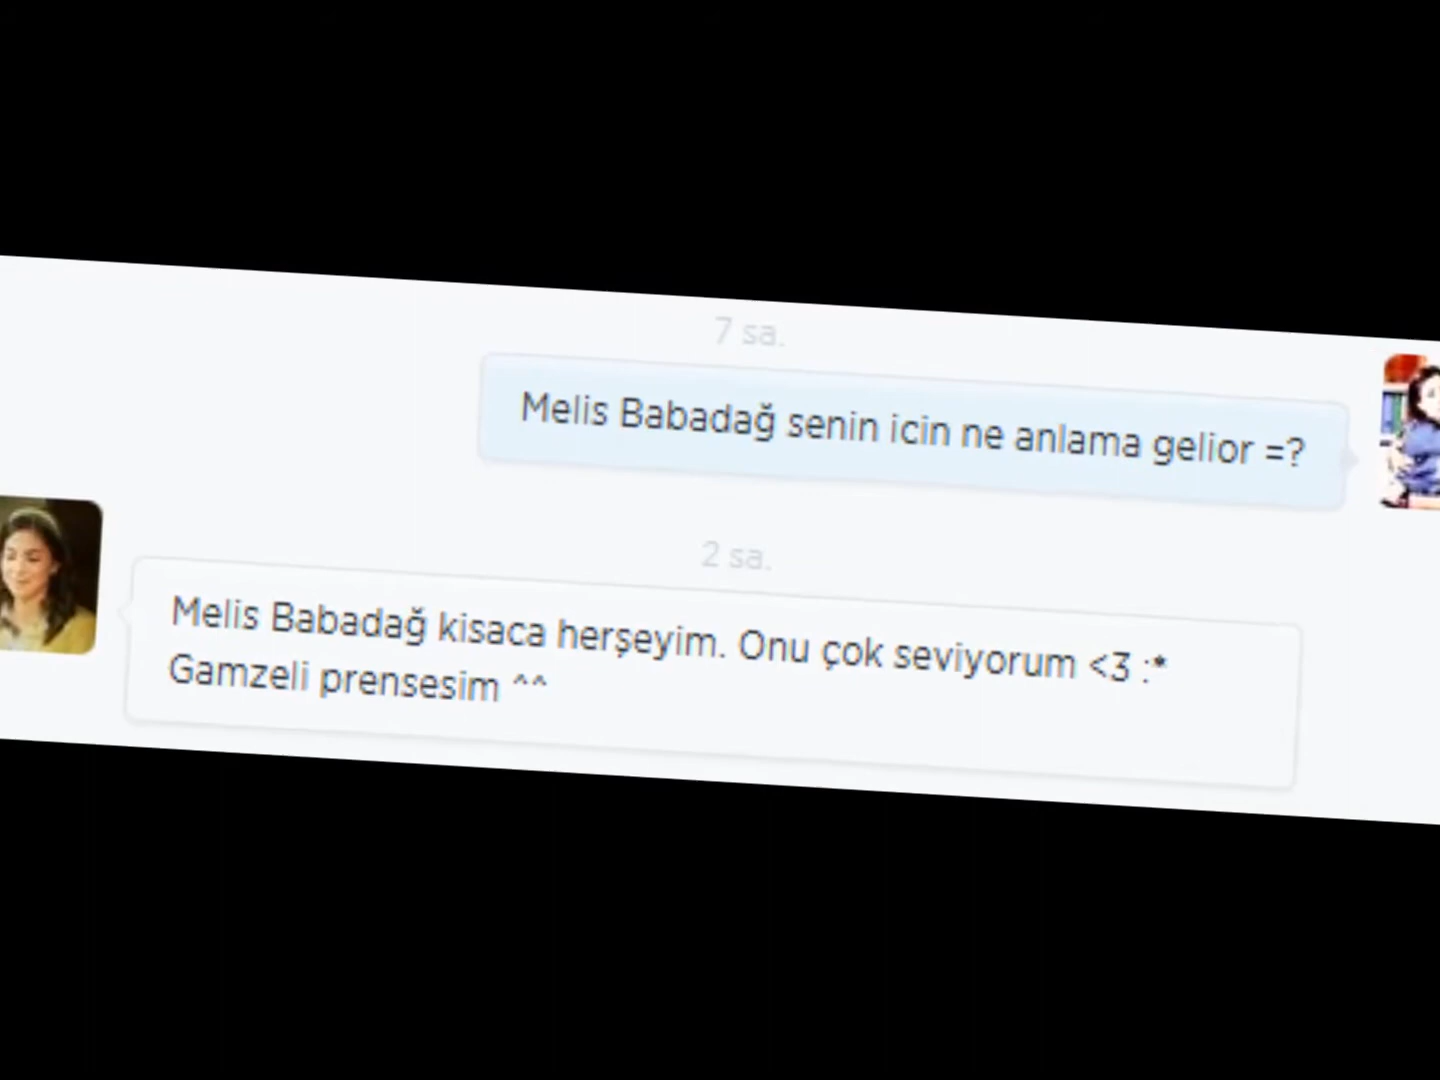 7 sa.
Melis Babadağ senin icin ne anlama gelior =?
2 sa.
Melis Babadağ kisaca herşeyim. Onu çok seviyorum <3 :*
Gamzeli prensesim ^^